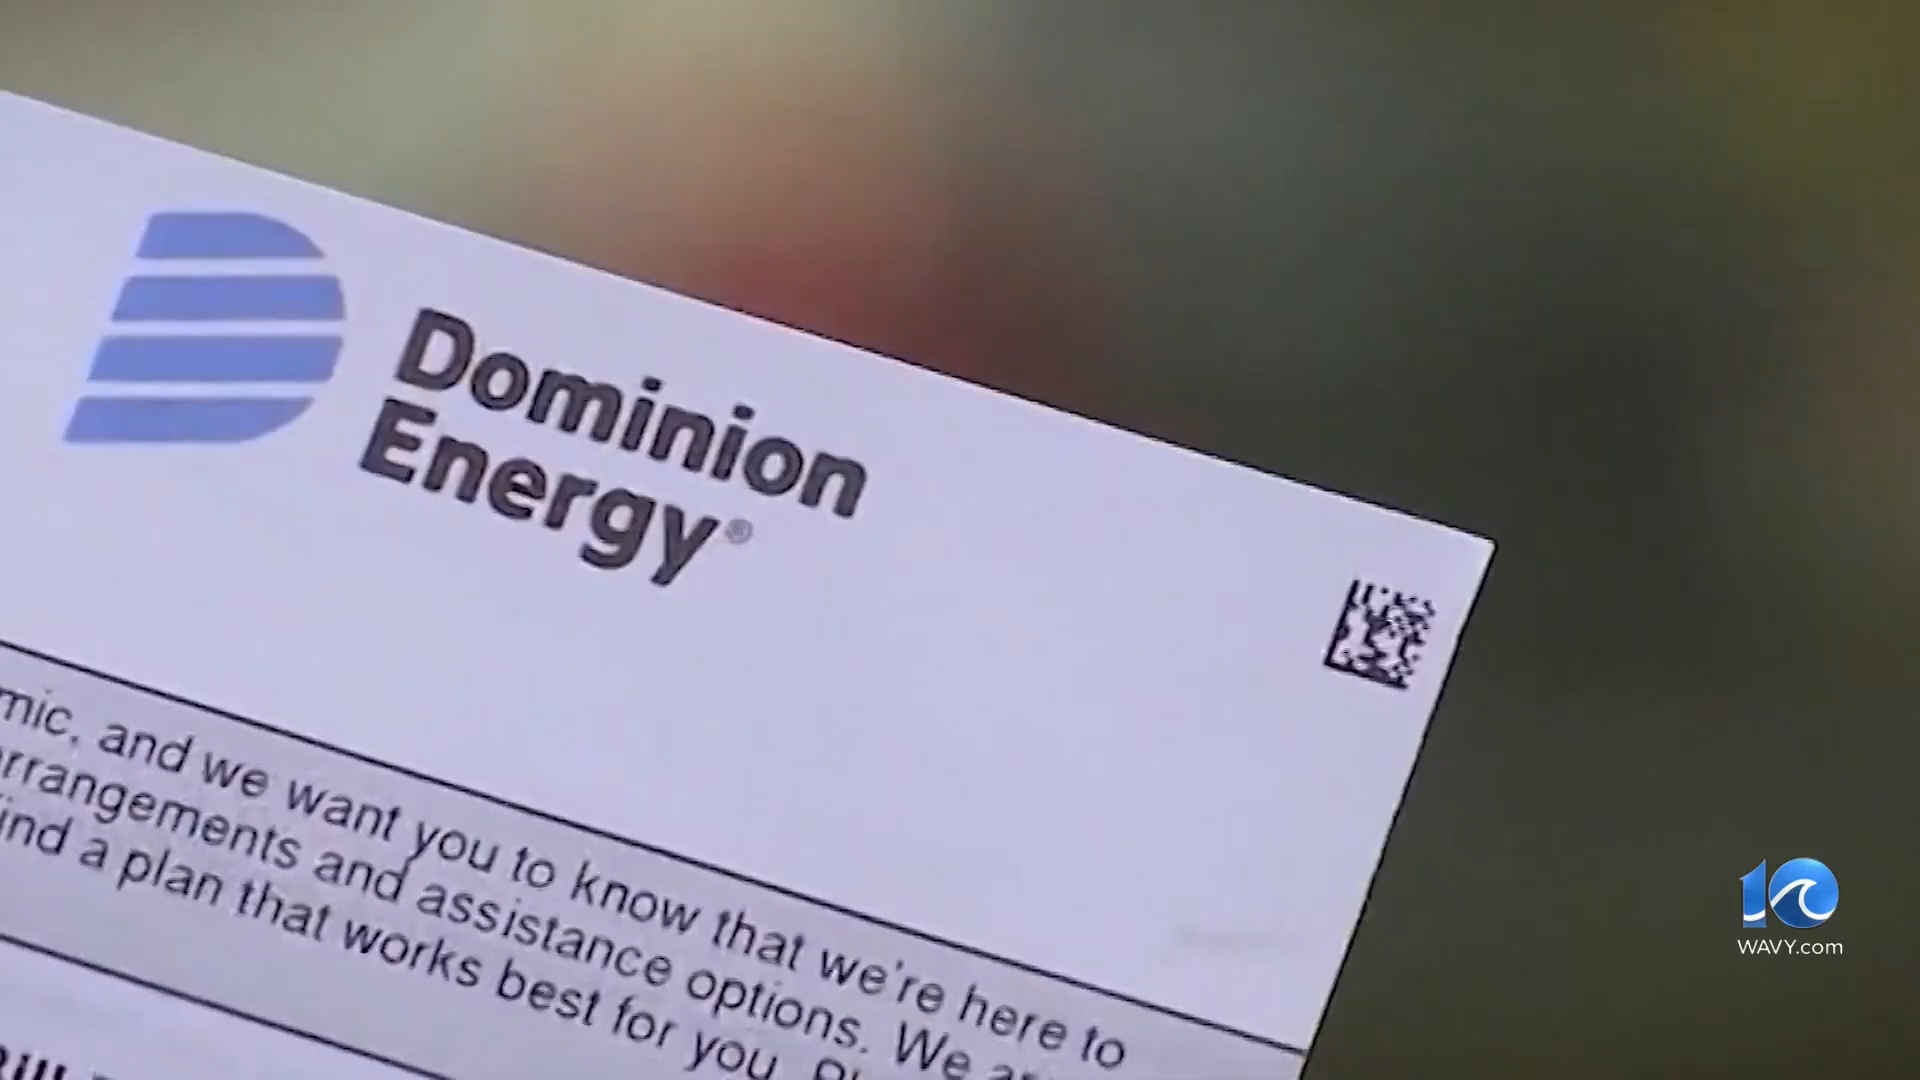 Dominion
Energy®
mic, and we want you to know that we're here to
rrangements and assistance options. We
ind a plan that works best for you.
10
WAVY.com